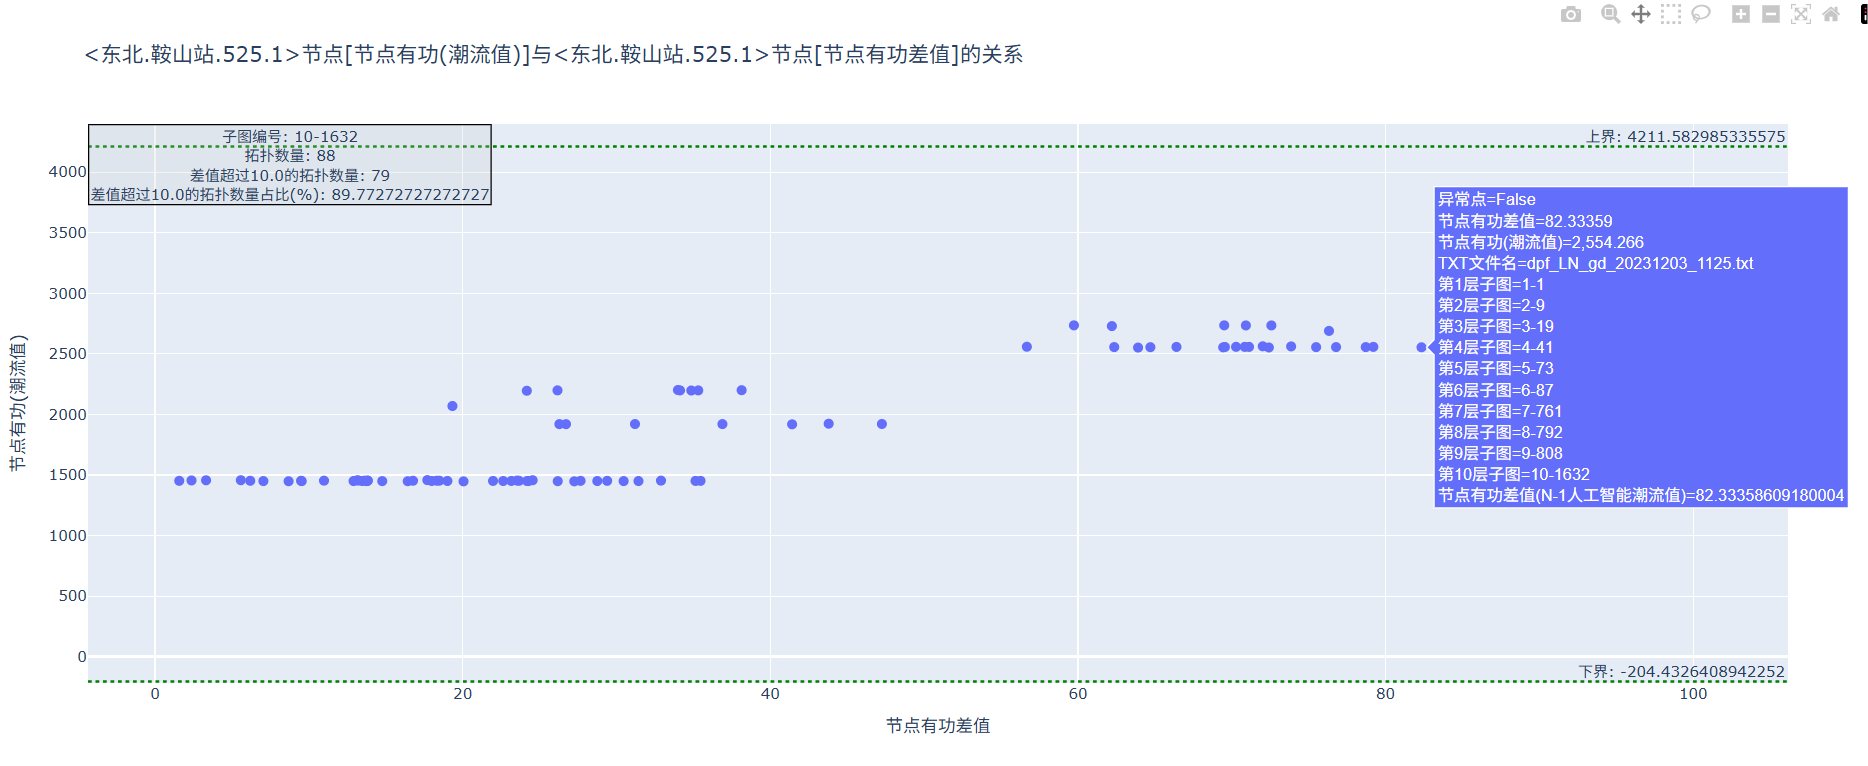 <东北.鞍山站.525.1>节点[节点有功(潮流值)]与<东北.鞍山站.525.1>节点[节点有功差值]的关系
子图编号: 10-1632
拓扑数量: 88
差值超过10.0的拓扑数量: 79
差值超过10.0的拓扑数量占比(%): 89.77272727272727
上界: 4211.582985335575
4000
3500
3000
2500
2000
1500
1000
500
0
节点有功(潮流值)
异常点=False
节点有功差值=82.33359
节点有功(潮流值)=2,554.266
TXT文件名=dpf_LN_gd_20231203_1125.txt
第1层子图=1-1
第2层子图=2-9
第3层子图=3-19
第4层子图=4-41
第5层子图=5-73
第6层子图=6-87
第7层子图=7-761
第8层子图=8-792
第9层子图=9-808
第10层子图=10-1632
节点有功差值(N-1人工智能潮流值)=82.33358609180004
下界: -204.4326408942252
0
20
40
60
80
100
节点有功差值